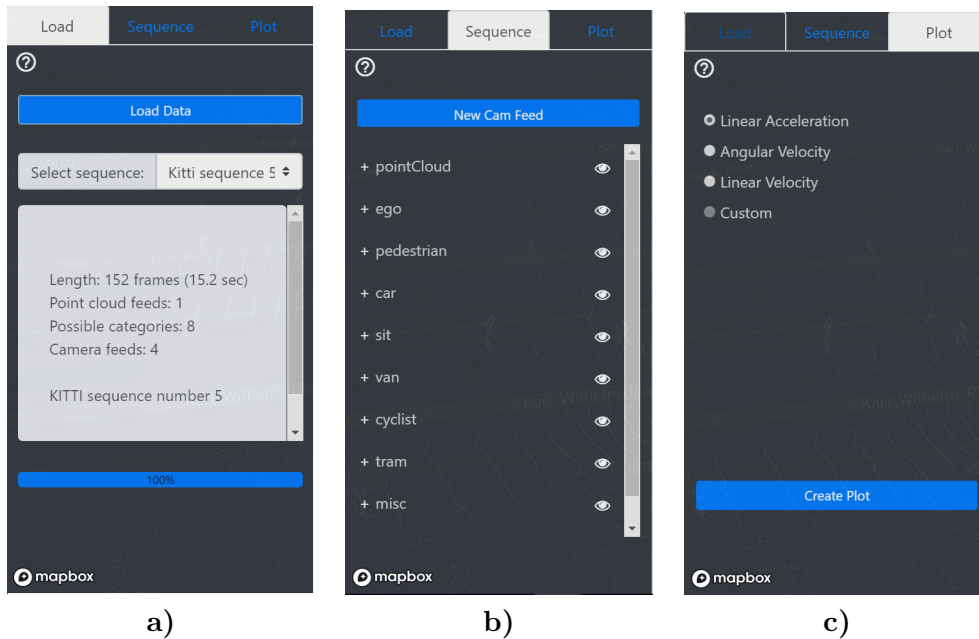 Load Sequence Plot
?
Load Data
Select sequence: Kitti sequence 5
Length: 152 frames (15.2 sec)
Point cloud feeds: 1
Possible categories: 8
Camera feeds: 4
KITTI sequence number 5
100%
mapbox
a)
Load Sequence Plot
?
New Cam Feed
+ pointCloud
+ ego
+ pedestrian
+ car
+ sit
+ van
Karl-Wilhelm-Pla
+ cyclist
+ tram
+ misc
mapbox
b)
Load Sequence Plot
?
Linear Acceleration
Angular Velocity
Linear Velocity
Custom
Create Plot
mapbox
c)